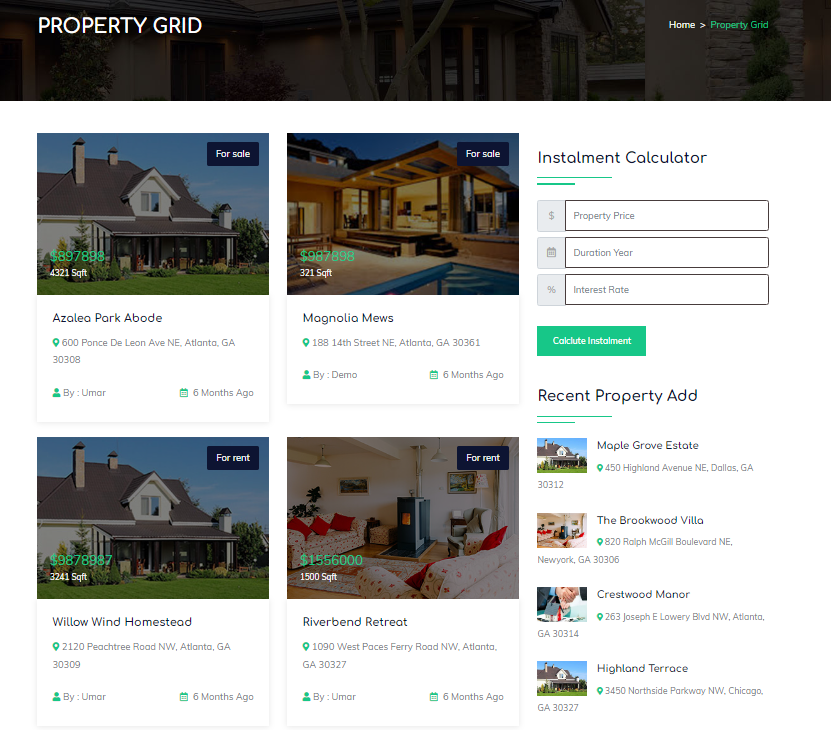 PROPERTY GRID
Home > Property Grid
For sale
$897898
4321 Sqft
Azalea Park Abode
600 Ponce De Leon Ave NE, Atlanta, GA
30308
By : Umar
6 Months Ago
For sale
$987898
321 Sqft
Magnolia Mews
188 14th Street NE, Atlanta, GA 30361
By : Demo
6 Months Ago
For rent
$9878987
3241 Sqft
Willow Wind Homestead
2120 Peachtree Road NW, Atlanta, GA
30309
By : Umar
6 Months Ago
For rent
$1556000
1500 Sqft
Riverbend Retreat
1090 West Paces Ferry Road NW, Atlanta,
GA 30327
By : Umar
6 Months Ago
Instalment Calculator
$ Property Price
Duration Year
% Interest Rate
Calclute Instalment
Recent Property Add
Maple Grove Estate
450 Highland Avenue NE, Dallas, GA
30312
The Brookwood Villa
820 Ralph McGill Boulevard NE,
Newyork, GA 30306
Crestwood Manor
263 Joseph E Lowery Blvd NW, Atlanta,
GA 30314
Highland Terrace
3450 Northside Parkway NW, Chicago,
GA 30327